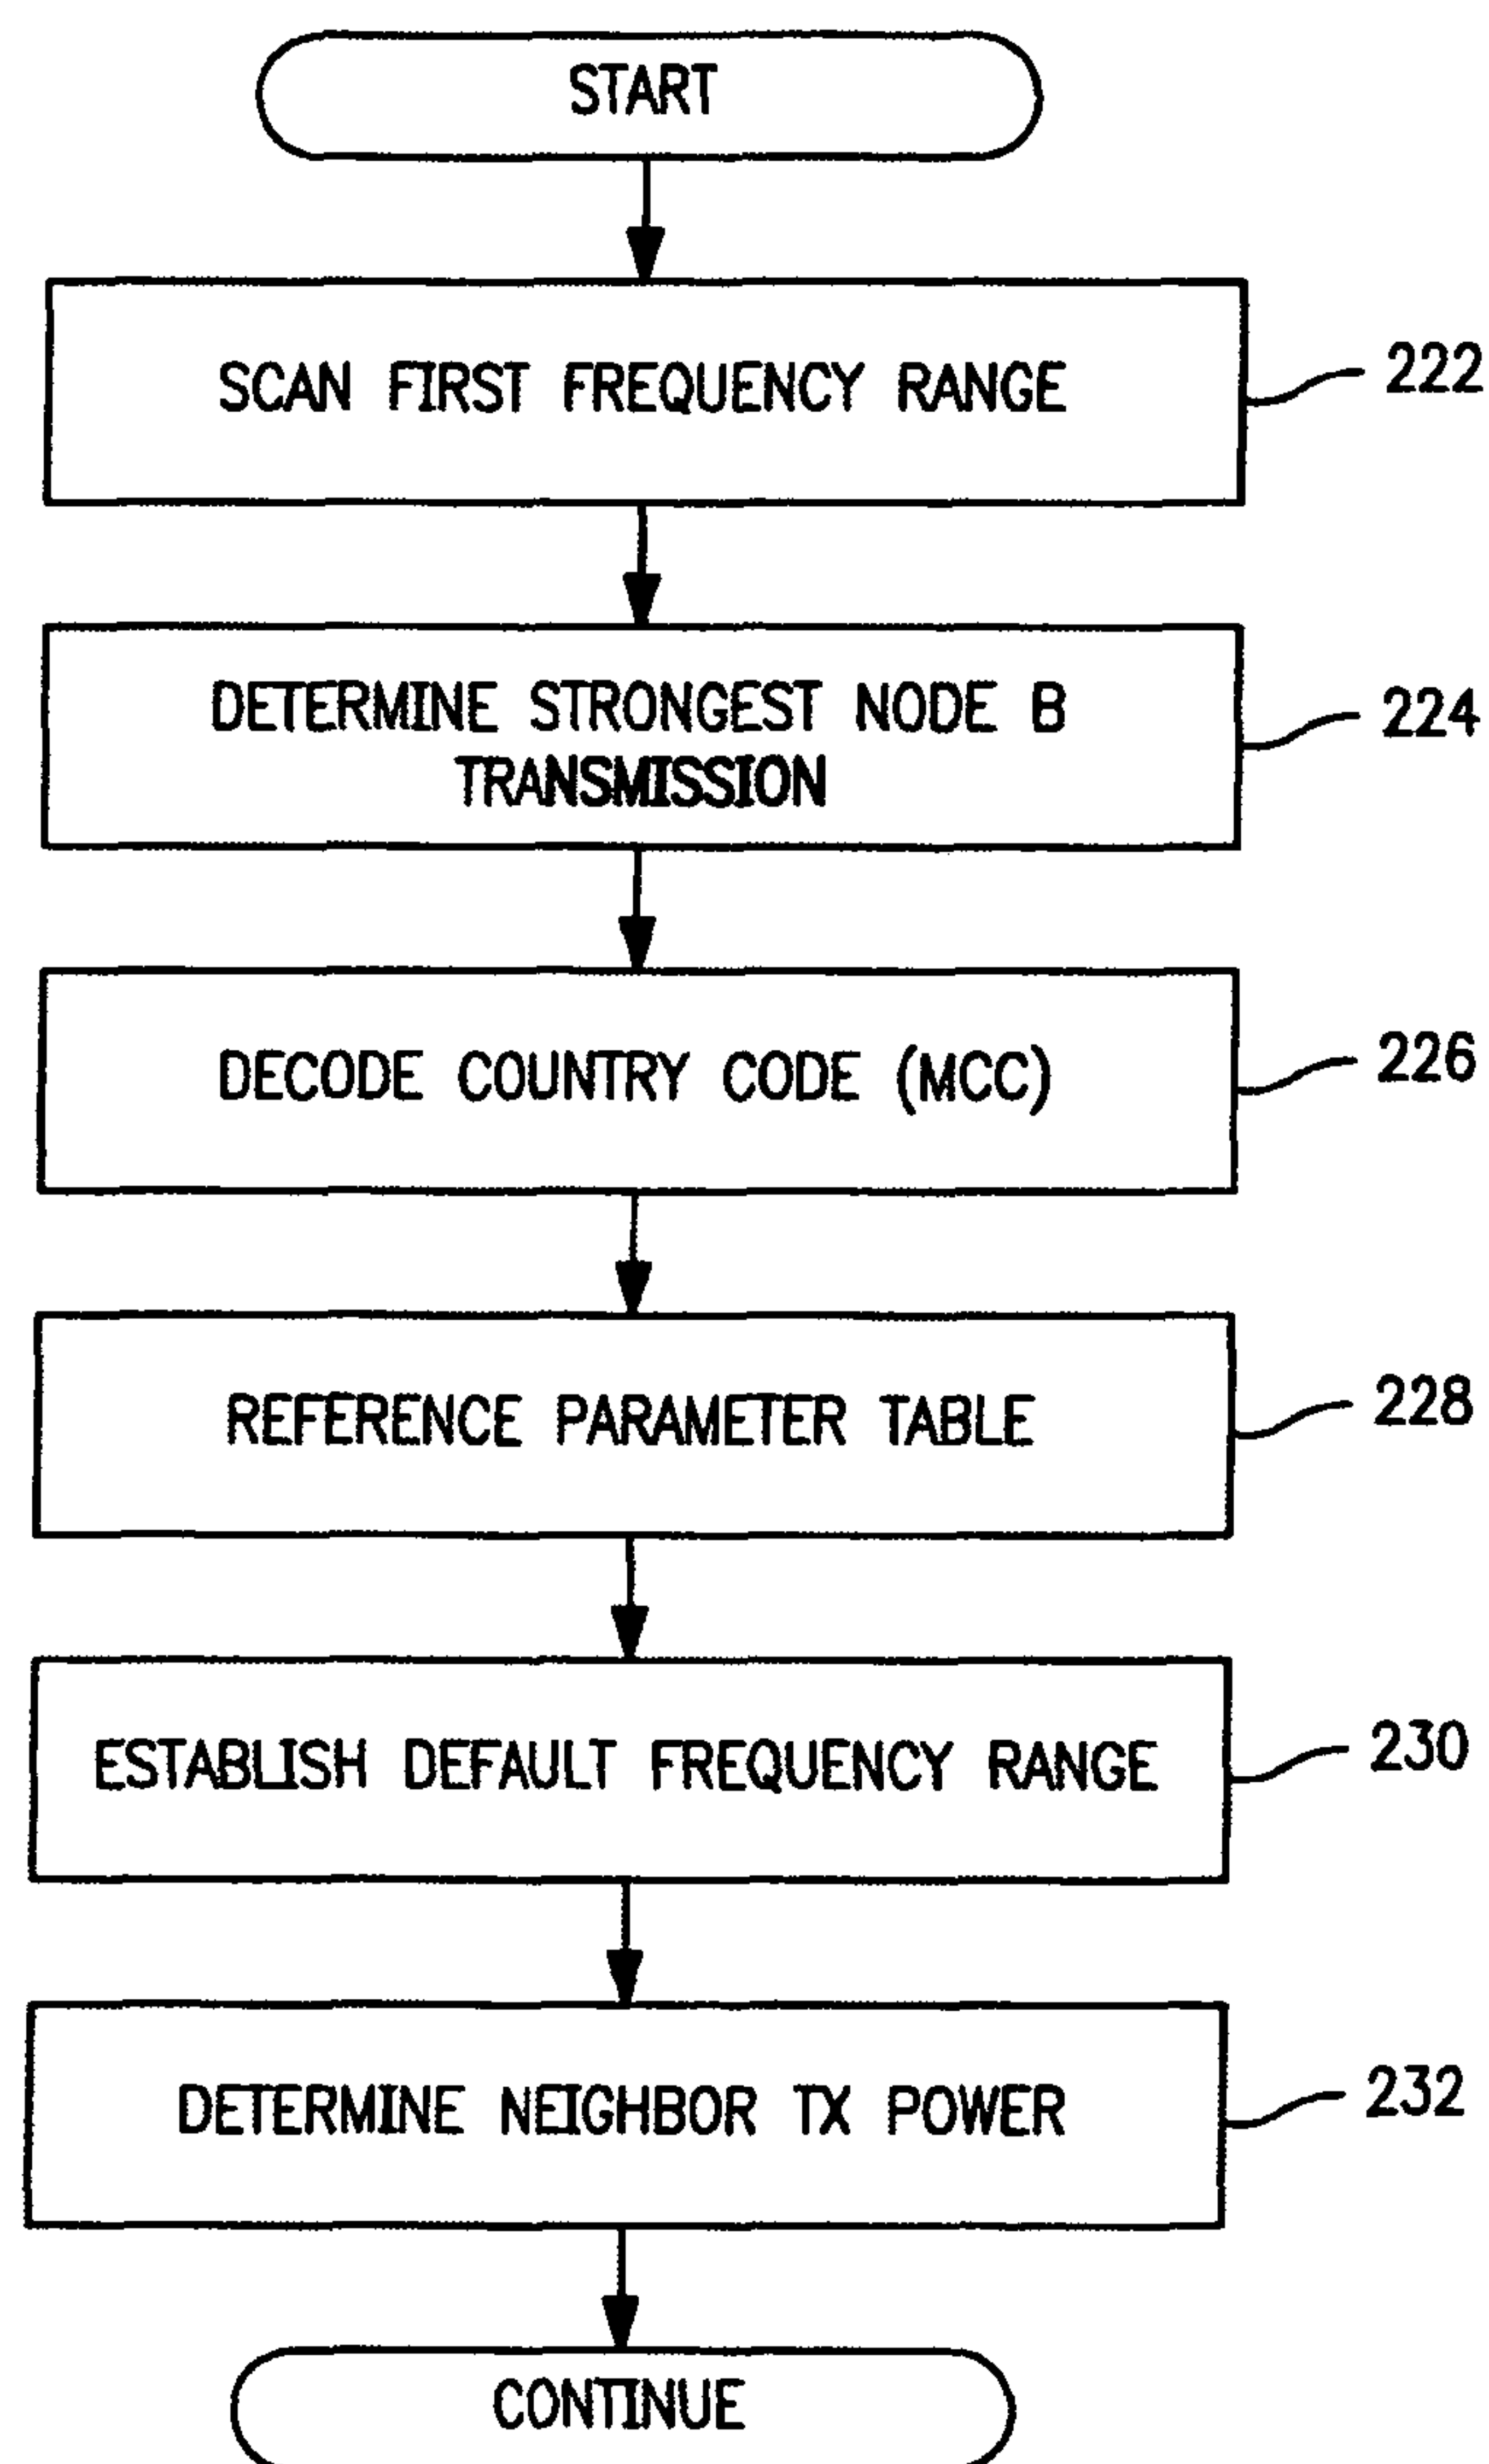 START
SCAN FIRST FREQUENCY RANGE
222
DETERMINE STRONGEST NODE B
TRANSMISSION
224
DECODE COUNTRY CODE (MCC)
226
REFERENCE PARAMETER TABLE
228
ESTABLISH DEFAULT FREQUENCY RANGE
230
DETERMINE NEIGHBOR TX POWER
232
CONTINUE